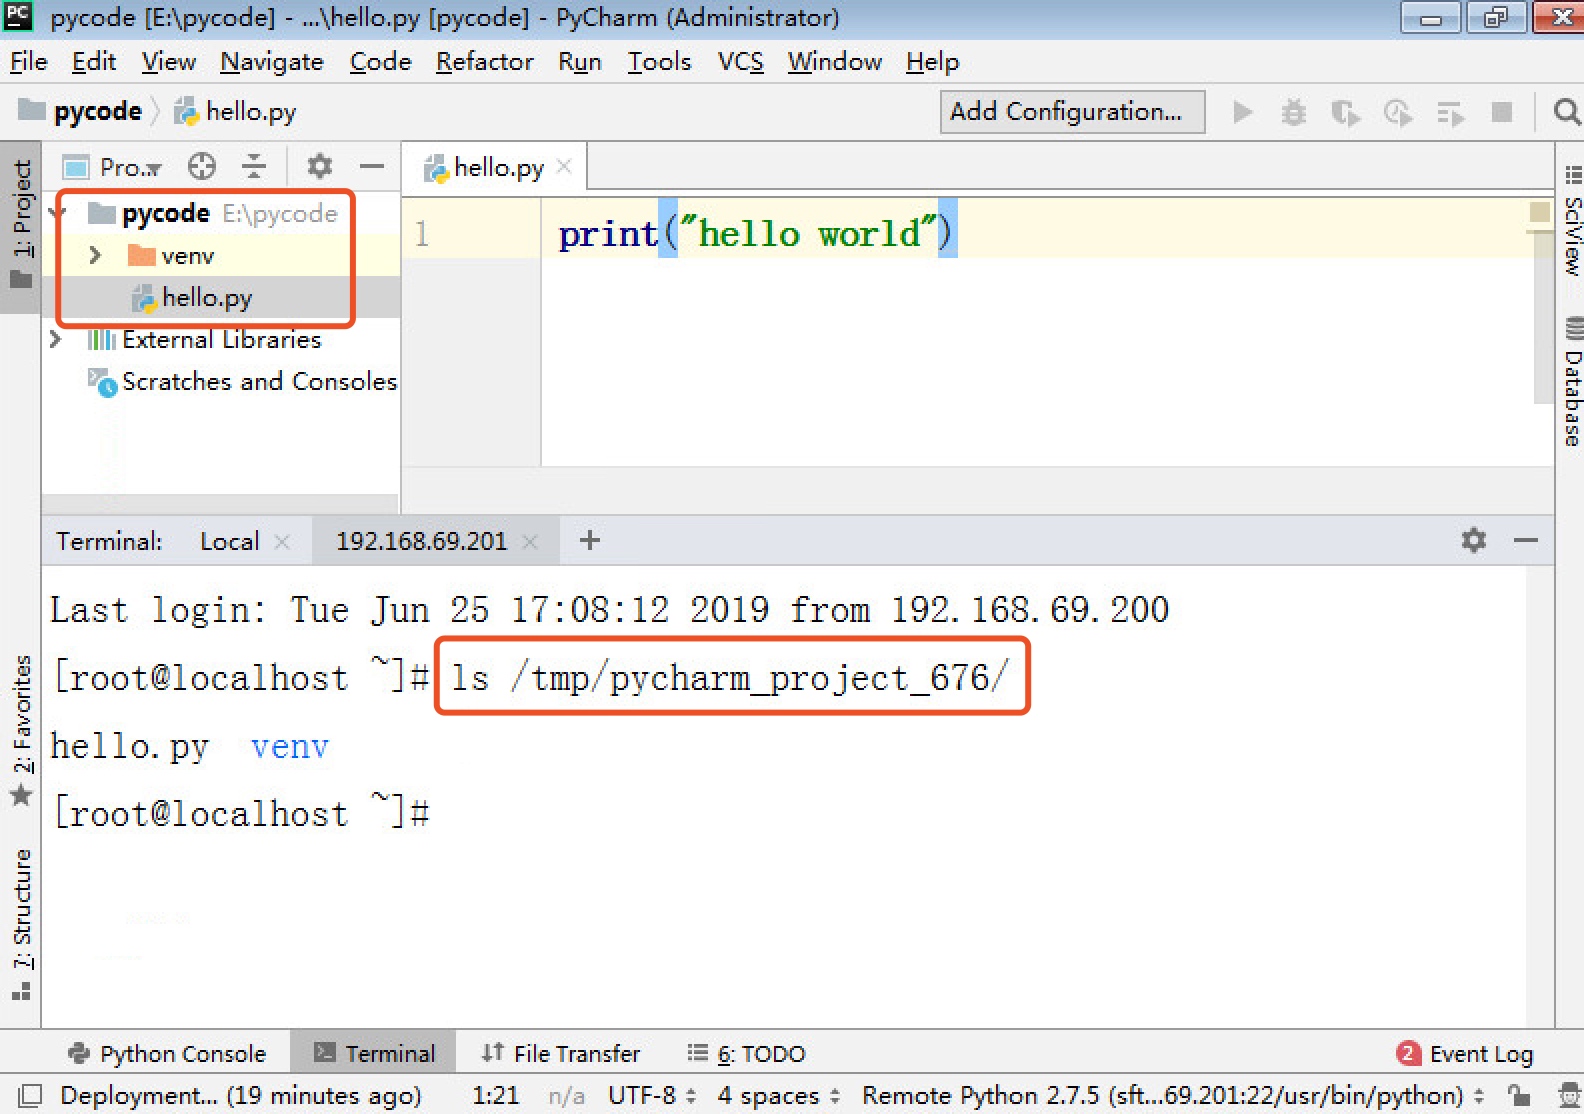 pycode [E:\pycode] - ...\hello.py [pycode] - PyCharm (Administrator)
File Edit View Navigate Code Refactor Run Tools VCS Window Help
pycode hello.py Add Configuration...
1: Project
Pro...
hello.py
pycode E:\pycode
venv
hello.py
External Libraries
Scratches and Consoles
1 print("hello world")
SciView
Database
Terminal: Local 192.168.69.201
Last login: Tue Jun 25 17:08:12 2019 from 192.168.69.200
[root@localhost ~]# ls /tmp/pycharm_project_676/
hello.py venv
[root@localhost ~]#
2: Favorites
7: Structure
Python Console Terminal File Transfer 6: TODO 2 Event Log
Deployment... (19 minutes ago) 1:21 n/a UTF-8 4 spaces Remote Python 2.7.5 (sft...69.201:22/usr/bin/python)